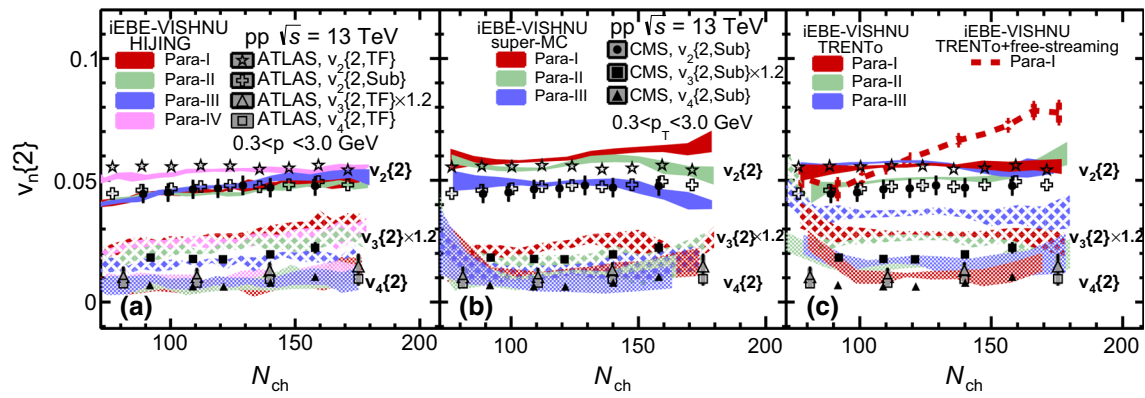 iEBE-VISHNU
HIJING
Para-I
Para-II
Para-III
Para-IV
pp √s = 13 TeV
ATLAS, v₂{2,TF}
ATLAS, v₂{2,Sub}
ATLAS, v₃{2,TF}×1.2
ATLAS, v₄{2,TF}
0.3<p <3.0 GeV
v₂{2}
v₃{2}×1.2
v₄{2}
(a)
iEBE-VISHNU
super-MC
Para-I
Para-II
Para-III
pp √s = 13 TeV
CMS, v₂{2,Sub}
CMS, v₃{2,Sub}×1.2
CMS, v₄{2,Sub}
0.3<p_T<3.0 GeV
v₂{2}
v₃{2}×1.2
v₄{2}
(b)
iEBE-VISHNU
TRENTo
Para-I
Para-II
Para-III
iEBE-VISHNU
TRENTo+free-streaming
Para-I
v₂{2}
v₃{2}×1.2
v₄{2}
(c)
vₙ{2}
0.1
0.05
0
100 150 200
100 150 200
100 150 200
N_ch
N_ch
N_ch